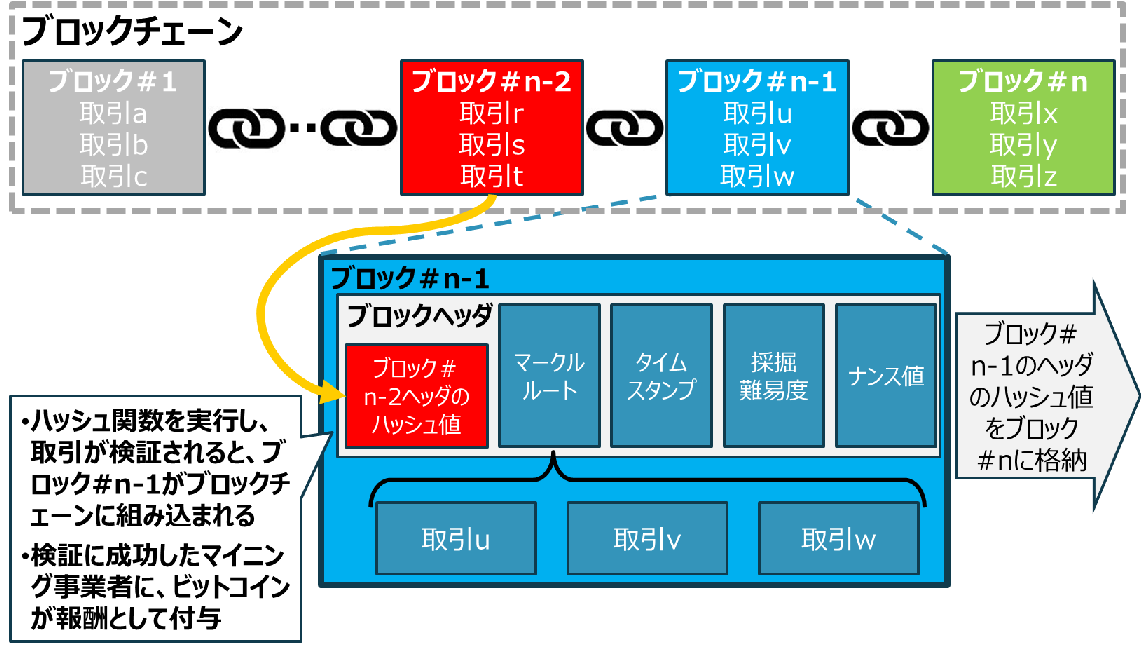 ブロックチェーン
ブロック＃1
取引a
取引b
取引c
ブロック＃n-2
取引r
取引s
取引t
ブロック＃n-1
取引u
取引v
取引w
ブロック＃n
取引x
取引y
取引z
ブロック＃n-1
ブロックヘッダ
ブロック＃
n-2ヘッダの
ハッシュ値
マークル
ルート
タイム
スタンプ
採掘
難易度
ナンス値
取引u
取引v
取引w
ブロック＃
n-1のヘッダ
のハッシュ値
をブロック
#nに格納
•ハッシュ関数を実行し、
取引が検証されると、ブ
ロック#n-1がブロックチ
ェーンに組み込まれる
•検証に成功したマイニン
グ事業者に、ビットコイン
が報酬として付与